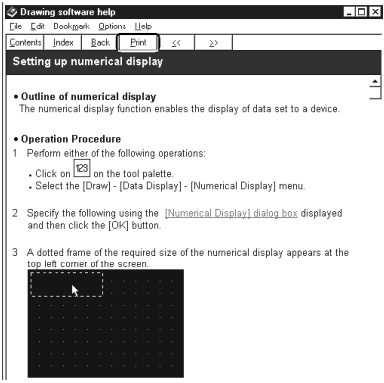 Drawing software help
File Edit Dookmark Options Help
Contents Index Back Print << >>
Setting up numerical display
• Outline of numerical display
The numerical display function enables the display of data set to a device.
• Operation Procedure
1 Perform either of the following operations:
• Click on 123 on the tool palette.
• Select the [Draw] - [Data Display] - [Numerical Display] menu.
2 Specify the following using the [Numerical Display] dialog box displayed
and then click the [OK] button.
3 A dotted frame of the required size of the numerical display appears at the
top left corner of the screen.